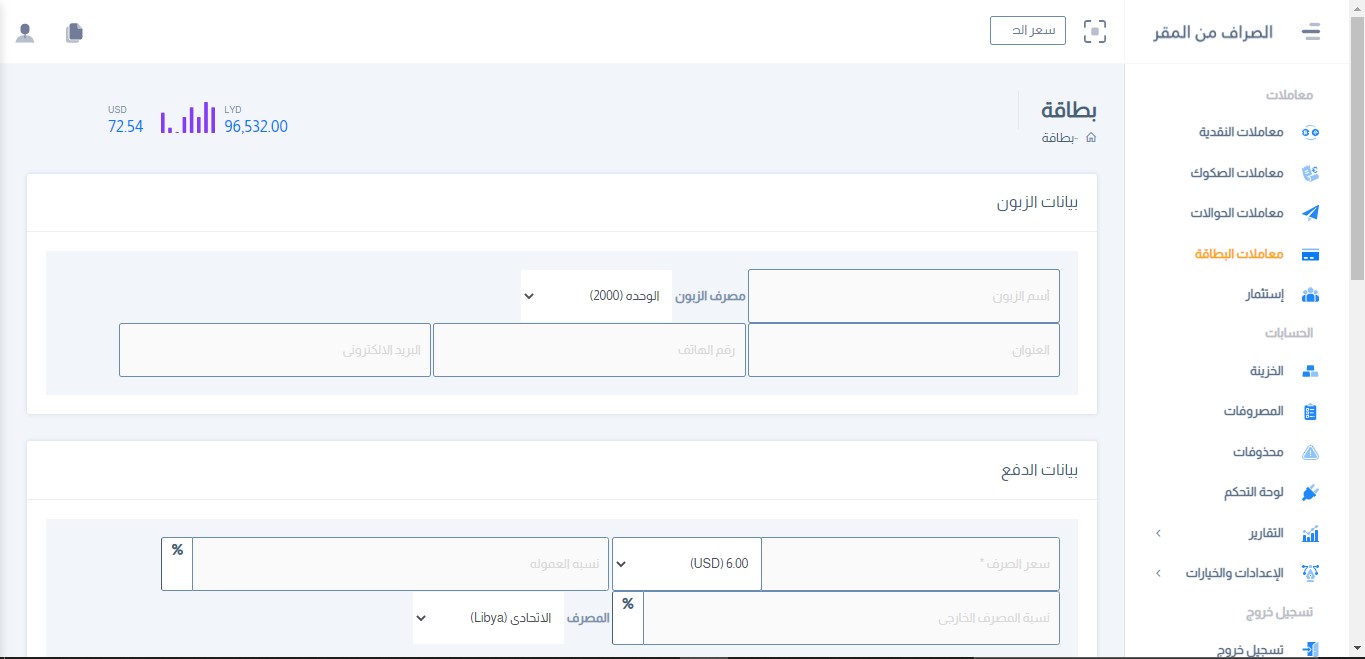 الصراف من المقر
سعر الد
معاملات
معاملات النقدية
معاملات الصكوك
معاملات الحوالات
معاملات البطاقة
إستثمار
الحسابات
الخزينة
المصروفات
محذوفات
لوحة التحكم
التقارير
الإعدادات والخيارات
تسجيل خروج
تسجيل خروج
بطاقة
-بطاقة
LYD
96,532.00
USD
72.54
بيانات الزبون
أسم الزبون
مصرف الزبون
الوحده (2000)
العنوان
رقم الهاتف
البريد الالكتروني
بيانات الدفع
سعر الصرف *
6.00 (USD)
نسبه العموله
%
نسبة المصرف الخارجي
%
المصرف
الاتحادي (Libya)